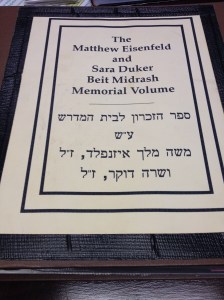 The
Matthew Eisenfeld
and
Sara Duker
Beit Midrash
Memorial Volume
ספר הזכרון לבית המדרש
ע״ש
משה מלך איזנפלד, ז״ל
ושרה דוקר, ז״ל